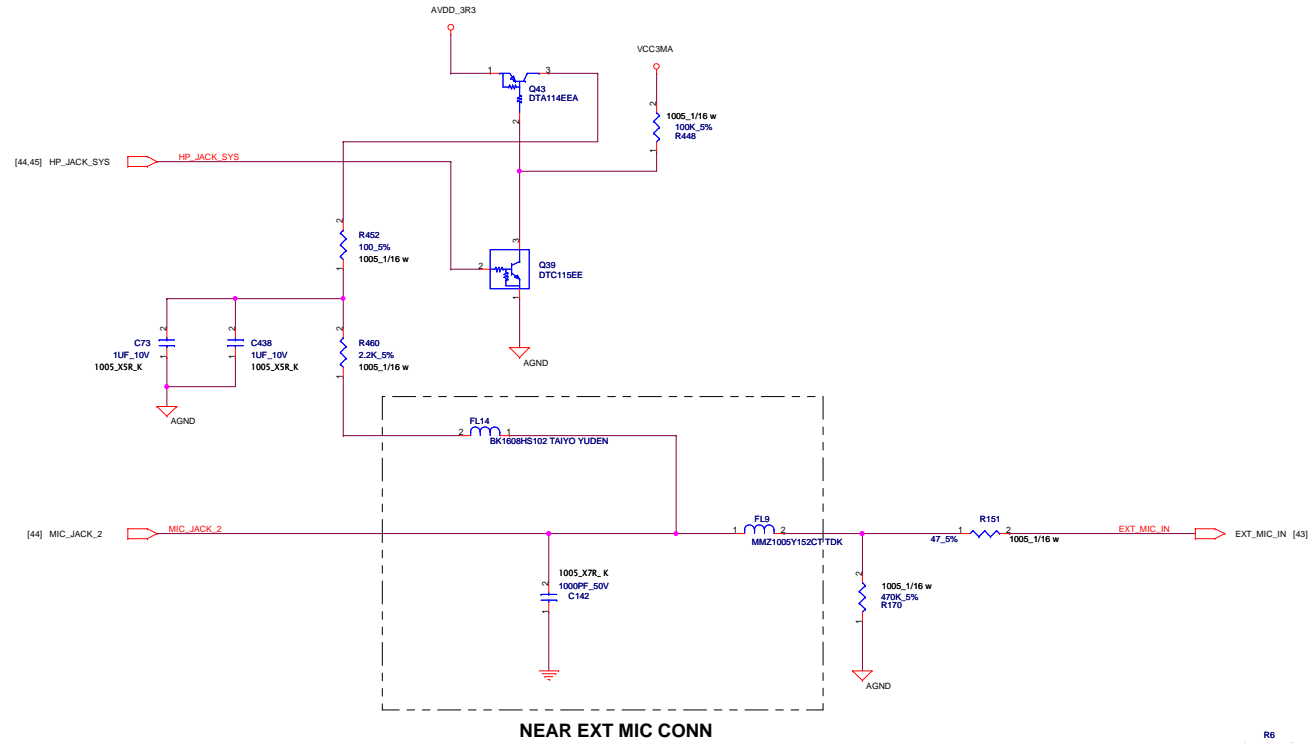 AVDD_3R3
VCC3MA
1 3
Q43
DTA114EEA
2
2
1005_1/16 w
100K_5%
R448
1
[44,45] HP_JACK_SYS HP_JACK_SYS
2
R452
100_5%
1005_1/16 w
1
3
2
Q39
DTC115EE
1
AGND
2
C73
1UF_10V
1
1005_X5R_K
2
C438
1UF_10V
1
1005_X5R_K
AGND
2
R460
2.2K_5%
1005_1/16 w
1
FL14
2 1
BK1608HS102 TAIYO YUDEN
[44] MIC_JACK_2 MIC_JACK_2
FL9
1 2
MMZ1005Y152CT TDK
R151
1 2
47_5% 1005_1/16 w
EXT_MIC_IN EXT_MIC_IN [43]
1005_X7R_K
2 1000PF_50V
C142
1
2
1005_1/16 w
470K_5%
R170
1
AGND
NEAR EXT MIC CONN
R6